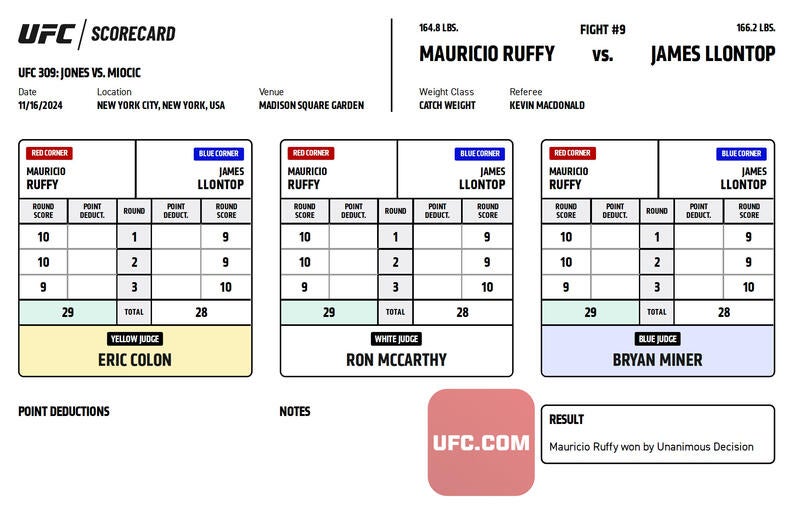 UFC SCORECARD
UFC 309: JONES VS. MIOCIC
Date Location Venue
11/16/2024 NEW YORK CITY, NEW YORK, USA MADISON SQUARE GARDEN
164.8 LBS. FIGHT #9 166.2 LBS.
MAURICIO RUFFY VS. JAMES LLONTOP
Weight Class Referee
CATCH WEIGHT KEVIN MACDONALD
RED CORNER BLUE CORNER
MAURICIO JAMES
RUFFY LLONTOP
ROUND POINT ROUND POINT ROUND
SCORE DEDUCT. DEDUCT. SCORE
10 1 9
10 2 9
9 3 10
29 TOTAL 28
YELLOW JUDGE
ERIC COLON
RED CORNER BLUE CORNER
MAURICIO JAMES
RUFFY LLONTOP
ROUND POINT ROUND POINT ROUND
SCORE DEDUCT. DEDUCT. SCORE
10 1 9
10 2 9
9 3 10
29 TOTAL 28
WHITE JUDGE
RON MCCARTHY
RED CORNER BLUE CORNER
MAURICIO JAMES
RUFFY LLONTOP
ROUND POINT ROUND POINT ROUND
SCORE DEDUCT. DEDUCT. SCORE
10 1 9
10 2 9
9 3 10
29 TOTAL 28
BLUE JUDGE
BRYAN MINER
POINT DEDUCTIONS
NOTES
UFC.COM
RESULT
Mauricio Ruffy won by Unanimous Decision